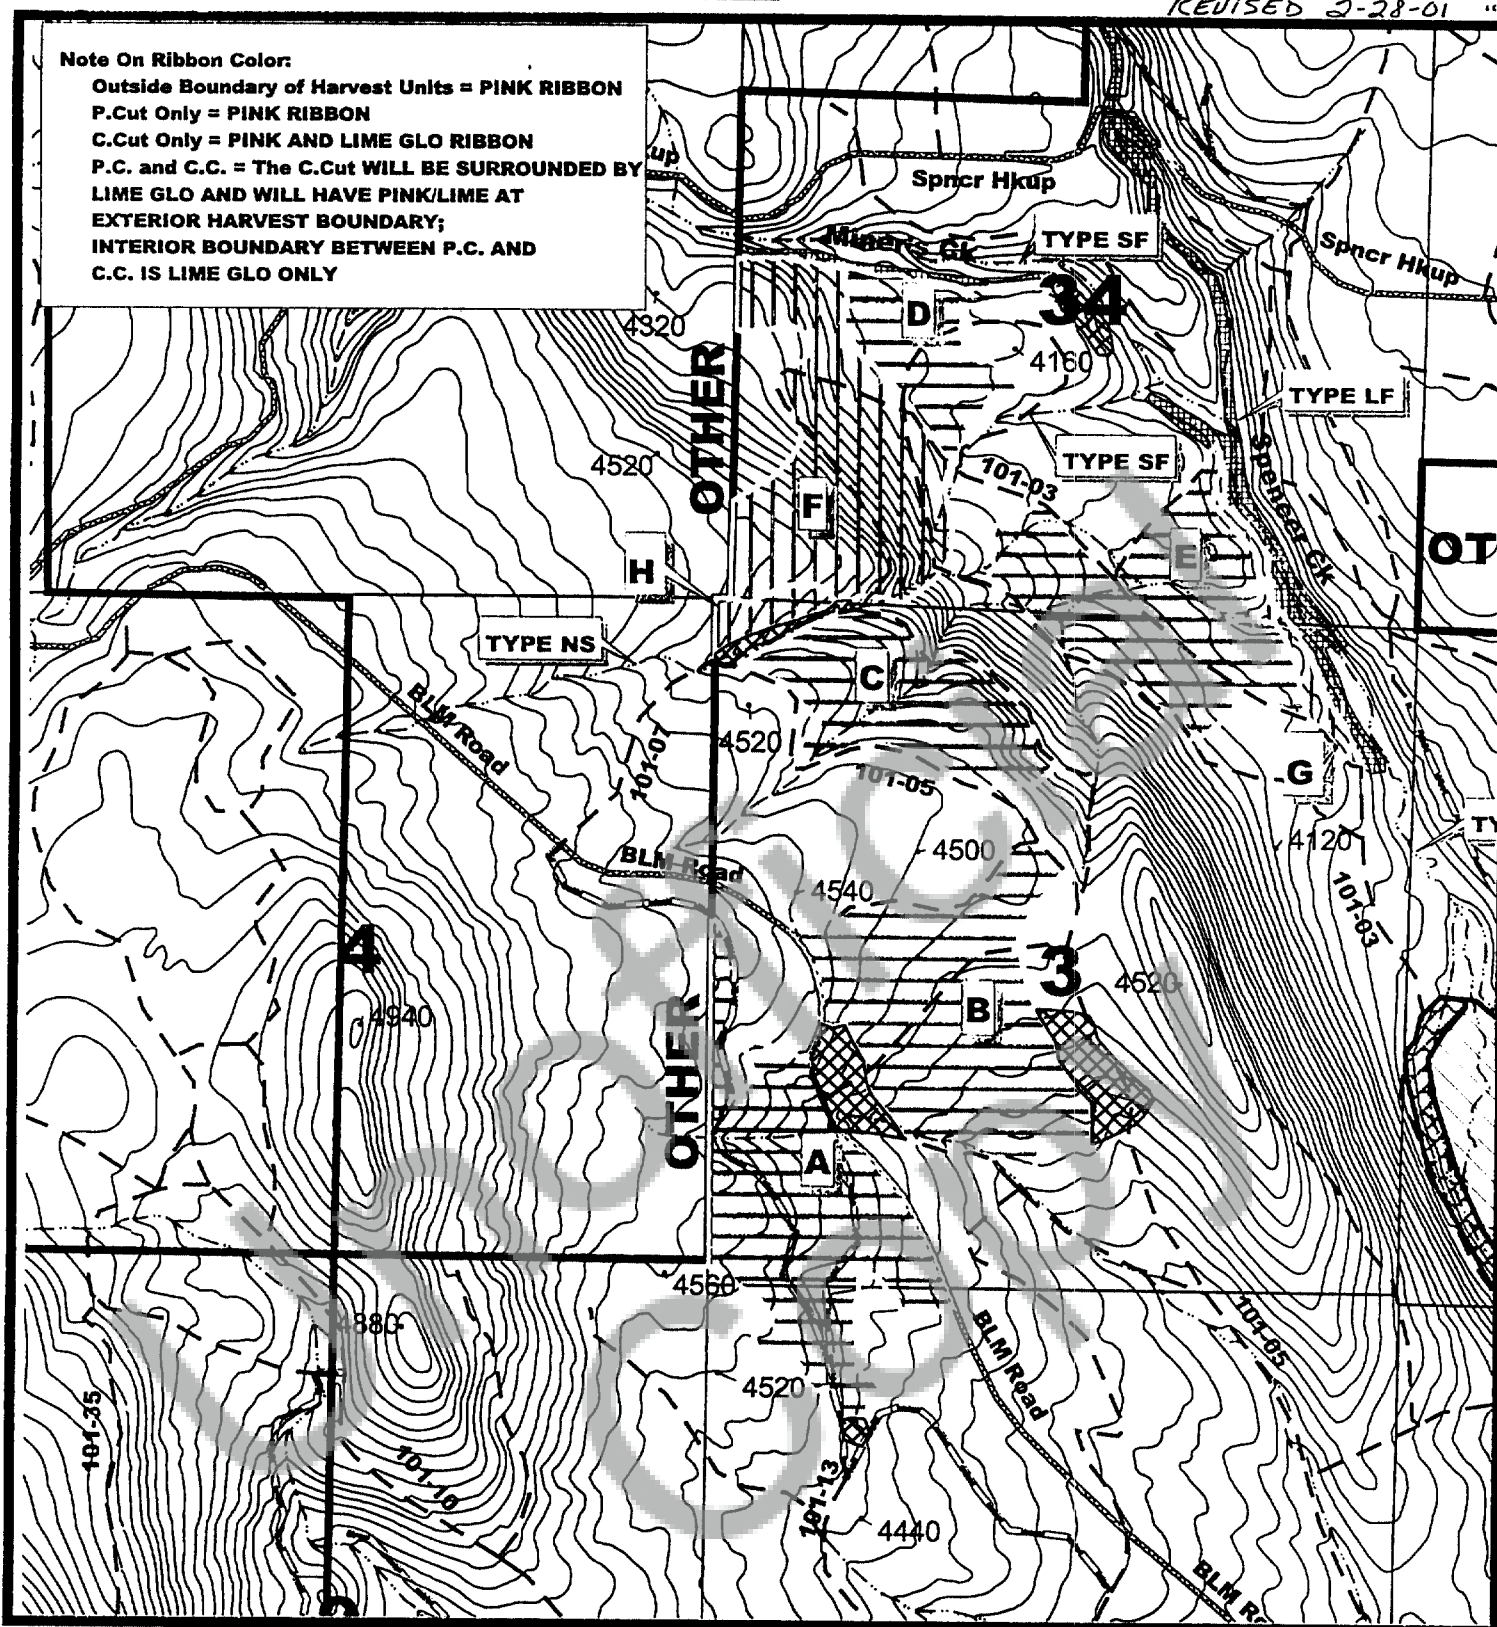 REVISED 2-28-01
Note On Ribbon Color:
Outside Boundary of Harvest Units = PINK RIBBON
P.Cut Only = PINK RIBBON
C.Cut Only = PINK AND LIME GLO RIBBON
P.C. and C.C. = The C.Cut WILL BE SURROUNDED BY
LIME GLO AND WILL HAVE PINK/LIME AT
EXTERIOR HARVEST BOUNDARY;
INTERIOR BOUNDARY BETWEEN P.C. AND
C.C. IS LIME GLO ONLY
Spncr Hkup
Miners Ck
TYPE SF
Spncr Hkup
D
34
4320
4160
OTHER
TYPE LF
4520
TYPE SF
101-03
Spencer Ck
F
E
OT
H
TYPE NS
C
BLM Road
4520
101-07
101-05
G
TY
4120
BLM Road
4500
4540
101-03
4
3
4520
4940
B
OTHER
A
4560
4880
BLM Road
101-05
4520
101-35
101-10
101-13
4440
BLM
Unofficial
Copy